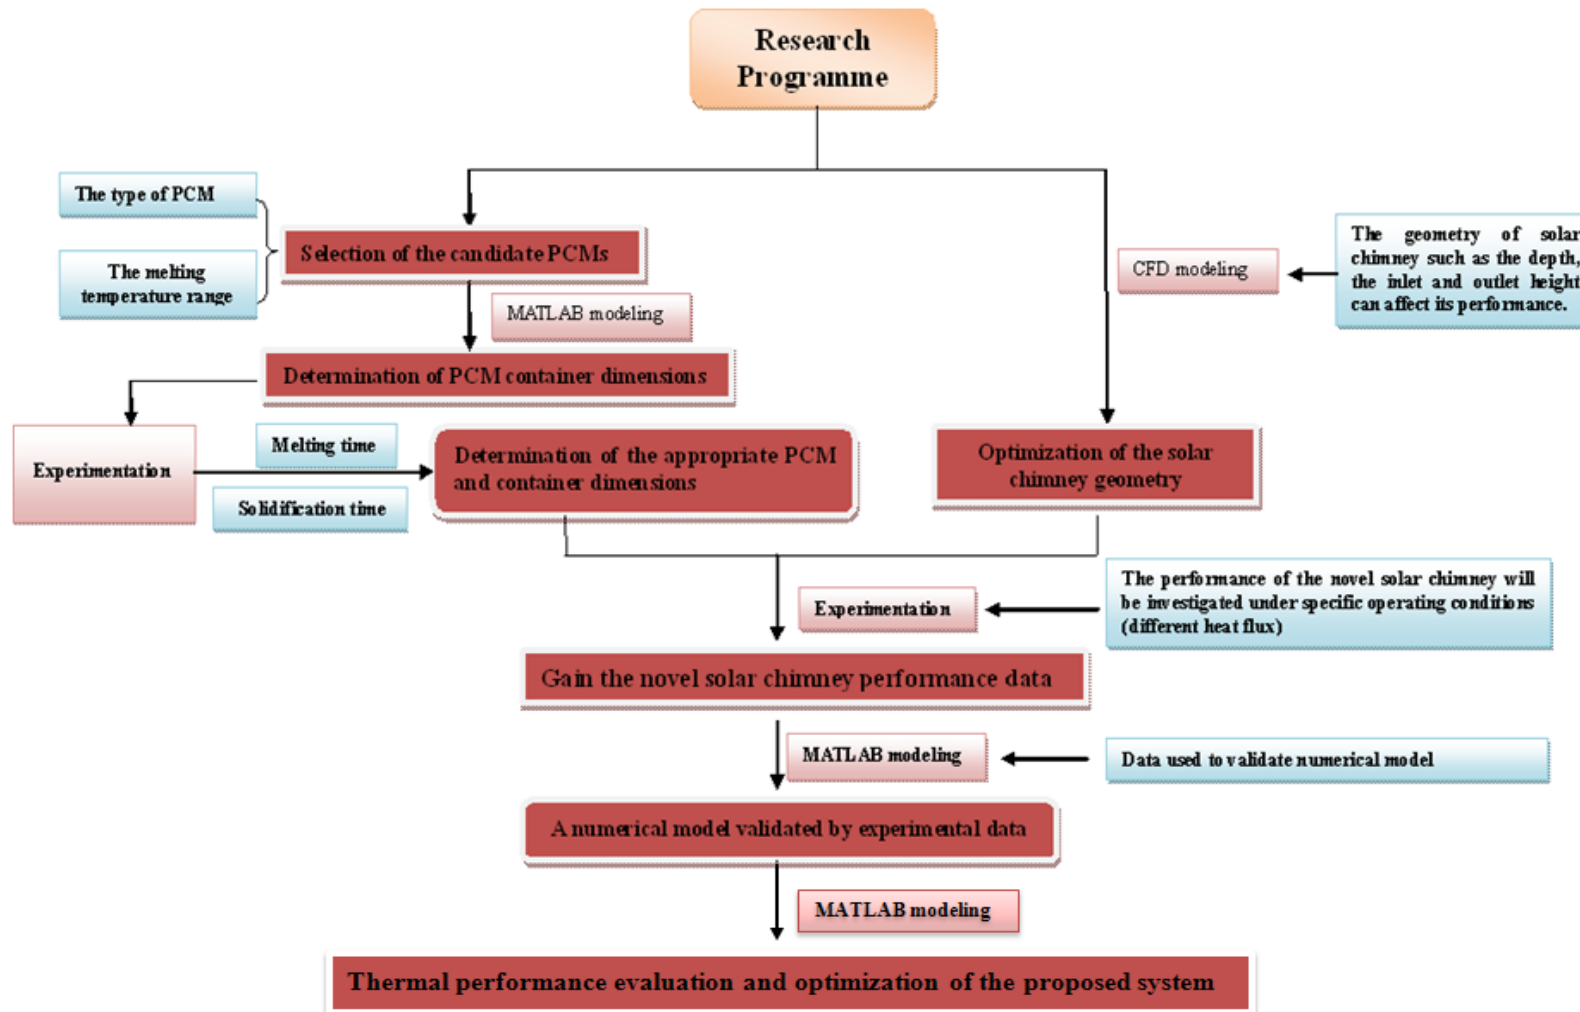 Research
Programme
The type of PCM
Selection of the candidate PCMs
The melting
temperature range
MATLAB modeling
CFD modeling
The geometry of solar
chimney such as the depth,
the inlet and outlet height
can affect its performance.
Determination of PCM container dimensions
Experimentation
Melting time
Solidification time
Determination of the appropriate PCM
and container dimensions
Optimization of the solar
chimney geometry
Experimentation
The performance of the novel solar chimney will
be investigated under specific operating conditions
(different heat flux)
Gain the novel solar chimney performance data
MATLAB modeling
Data used to validate numerical model
A numerical model validated by experimental data
MATLAB modeling
Thermal performance evaluation and optimization of the proposed system